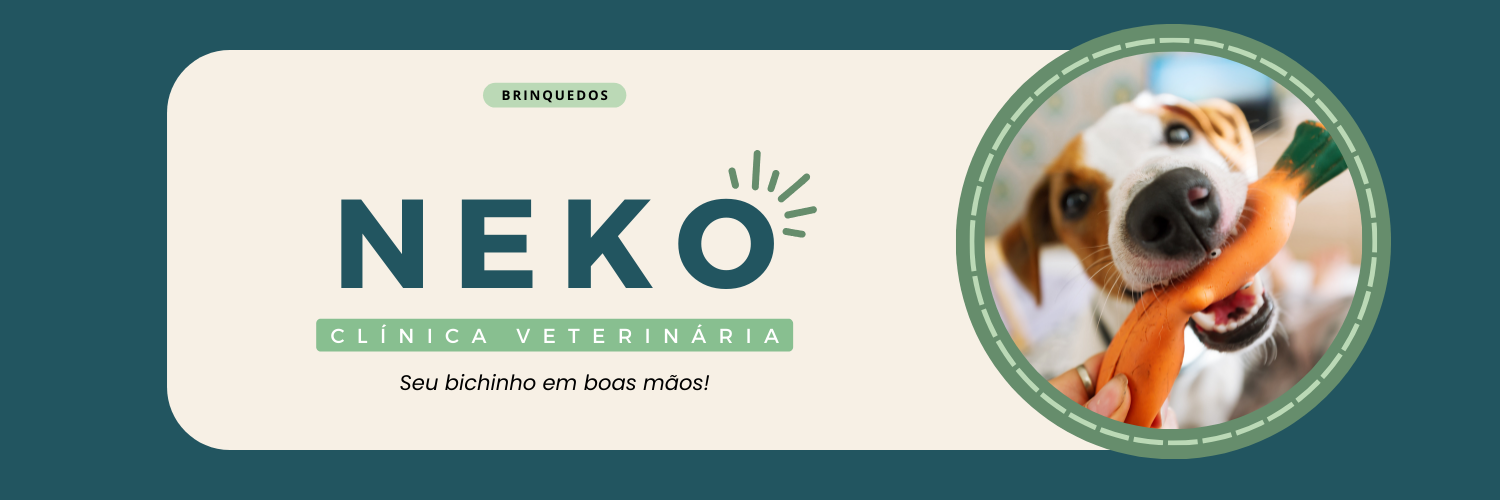 BRINQUEDOS
NEKO
CLÍNICA VETERINÁRIA
Seu bichinho em boas mãos!